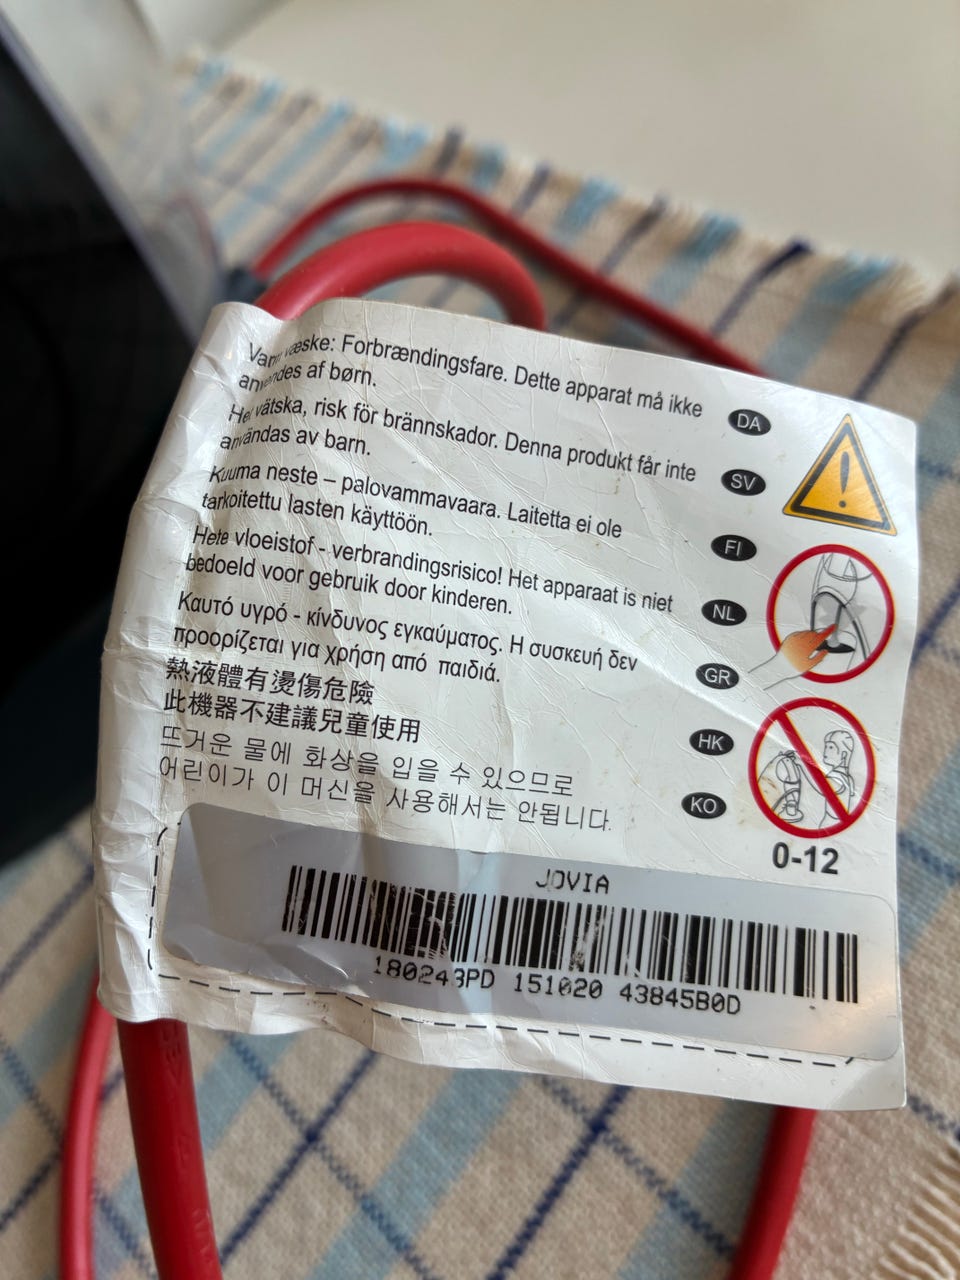 Varm væske: Forbrændingsfare. Dette apparat må ikke
anvendes af børn.
DA
Het vätska, risk för brännskador. Denna produkt får inte
användas av barn.
SV
Kuuma neste – palovammavaara. Laitetta ei ole
tarkoitettu lasten käyttöön.
FI
Hete vloeistof - verbrandingsrisico! Het apparaat is niet
bedoeld voor gebruik door kinderen.
NL
Καυτό υγρό - κίνδυνος εγκαύματος. Η συσκευή δεν
προορίζεται για χρήση από παιδιά.
GR
熱液體有燙傷危險
此機器不建議兒童使用
HK
뜨거운 물에 화상을 입을 수 있으므로
어린이가 이 머신을 사용해서는 안됩니다.
KO
0-12
JOVIA
180243PD 151020 43845B0D